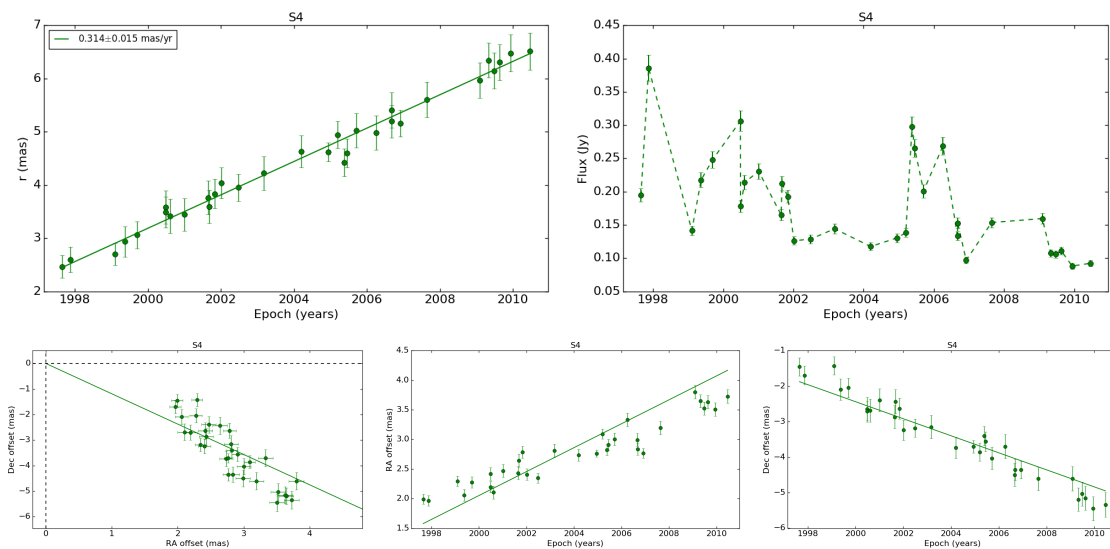 S4
7
6
5
4
3
2
0.314±0.015 mas/yr
r (mas)
1998 2000 2002 2004 2006 2008 2010
Epoch (years)
S4
0.45
0.40
0.35
0.30
0.25
0.20
0.15
0.10
0.05
Flux (Jy)
1998 2000 2002 2004 2006 2008 2010
Epoch (years)
S4
0
−1
−2
−3
−4
−5
−6
Dec offset (mas)
0 1 2 3 4
RA offset (mas)
S4
4.5
4.0
3.5
3.0
2.5
2.0
1.5
RA offset (mas)
1998 2000 2002 2004 2006 2008 2010
Epoch (years)
S4
−1
−2
−3
−4
−5
−6
Dec offset (mas)
1998 2000 2002 2004 2006 2008 2010
Epoch (years)